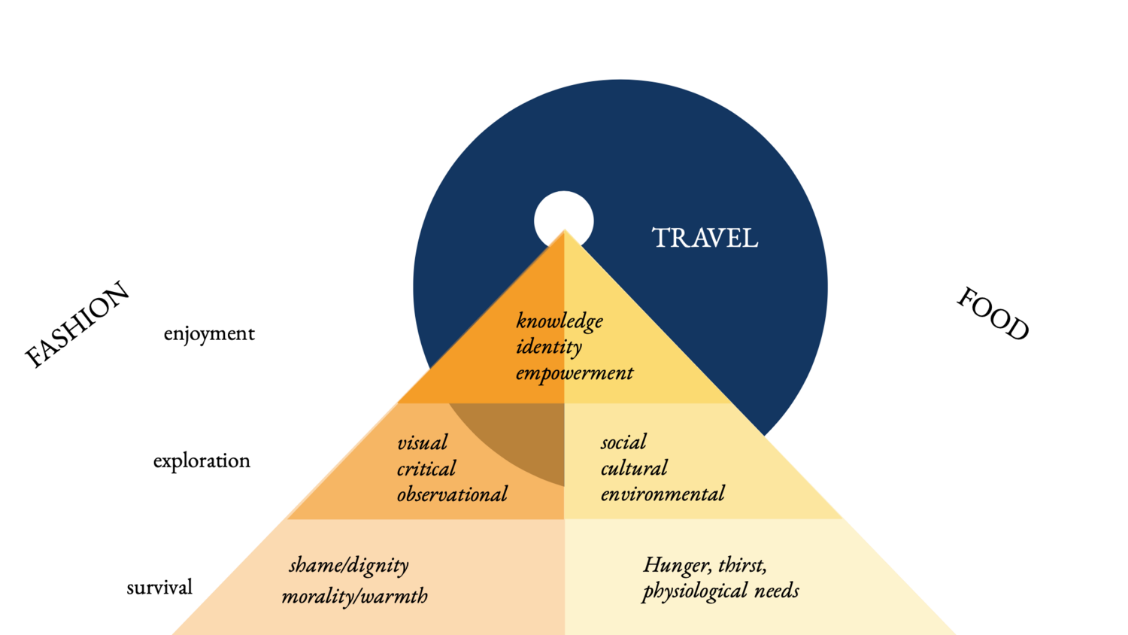 TRAVEL
FASHION
FOOD
enjoyment
knowledge
identity
empowerment
exploration
visual
critical
observational
social
cultural
environmental
survival
shame/dignity
morality/warmth
Hunger, thirst,
physiological needs